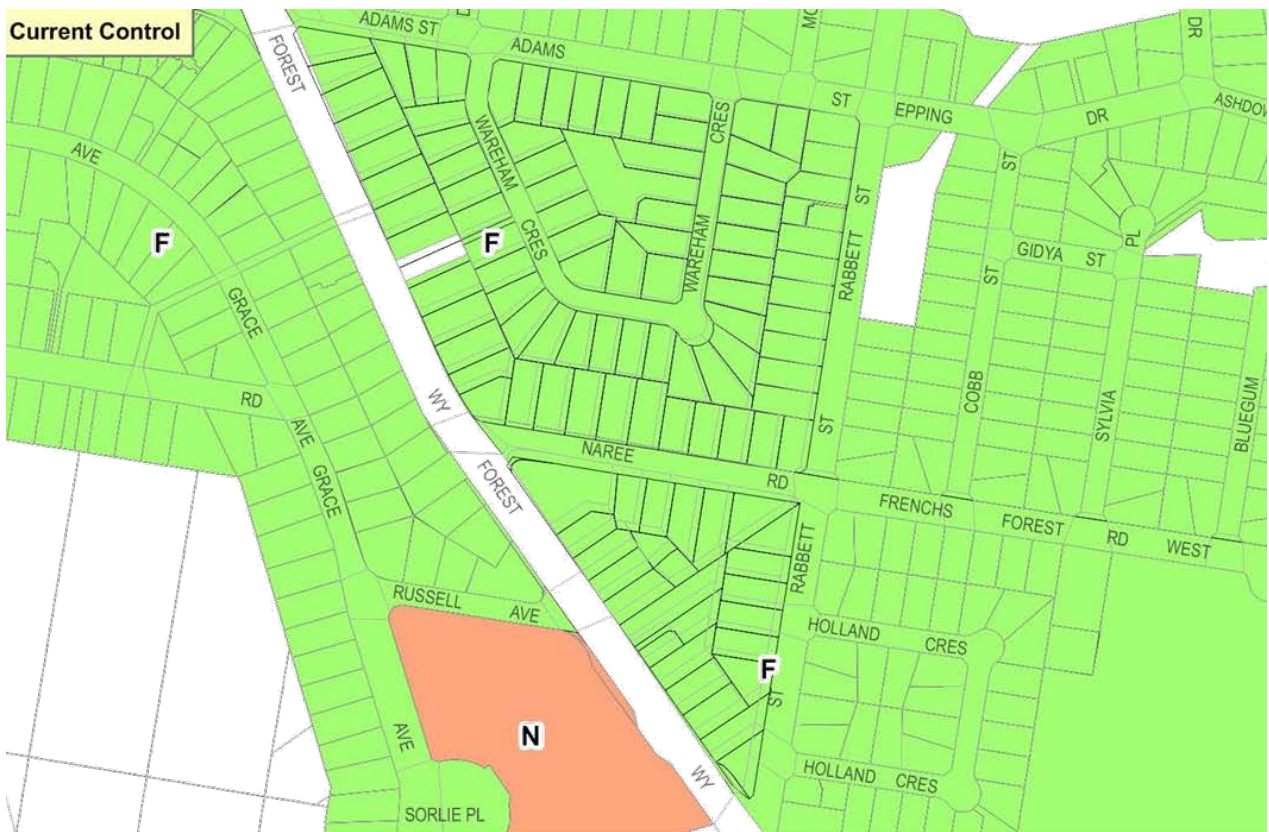 Current Control
ADAMS ST
ADAMS
ST
EPPING
DR
DR
ASHDOW
FOREST
AVE
WAREHAM
CRES
CRES
WAREHAM
ST
RABBETT
ST
ST
GIDYA ST
PL
F
F
GRACE
RD
AVE
GRACE
WY
FOREST
NAREE
RD
ST
COBB
SYLVIA
BLUEGUM
FRENCHS
FOREST
RD
WEST
RABBETT
RUSSELL
AVE
HOLLAND
CRES
F
ST
N
AVE
WY
HOLLAND
CRES
SORLIE PL